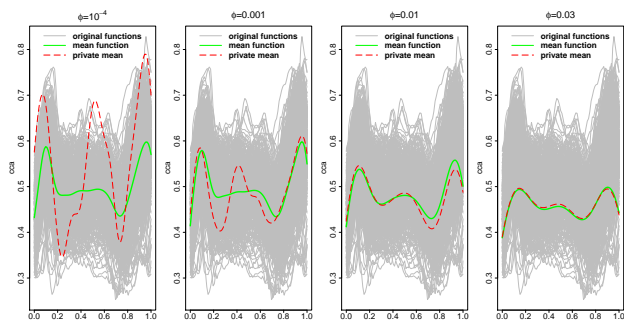 ϕ=10⁻⁴
original functions
mean function
private mean
cca
0.3 0.4 0.5 0.6 0.7 0.8
0.0 0.2 0.4 0.6 0.8 1.0
ϕ=0.001
original functions
mean function
private mean
cca
0.3 0.4 0.5 0.6 0.7 0.8
0.0 0.2 0.4 0.6 0.8 1.0
ϕ=0.01
original functions
mean function
private mean
cca
0.3 0.4 0.5 0.6 0.7 0.8
0.0 0.2 0.4 0.6 0.8 1.0
ϕ=0.03
original functions
mean function
private mean
cca
0.3 0.4 0.5 0.6 0.7 0.8
0.0 0.2 0.4 0.6 0.8 1.0